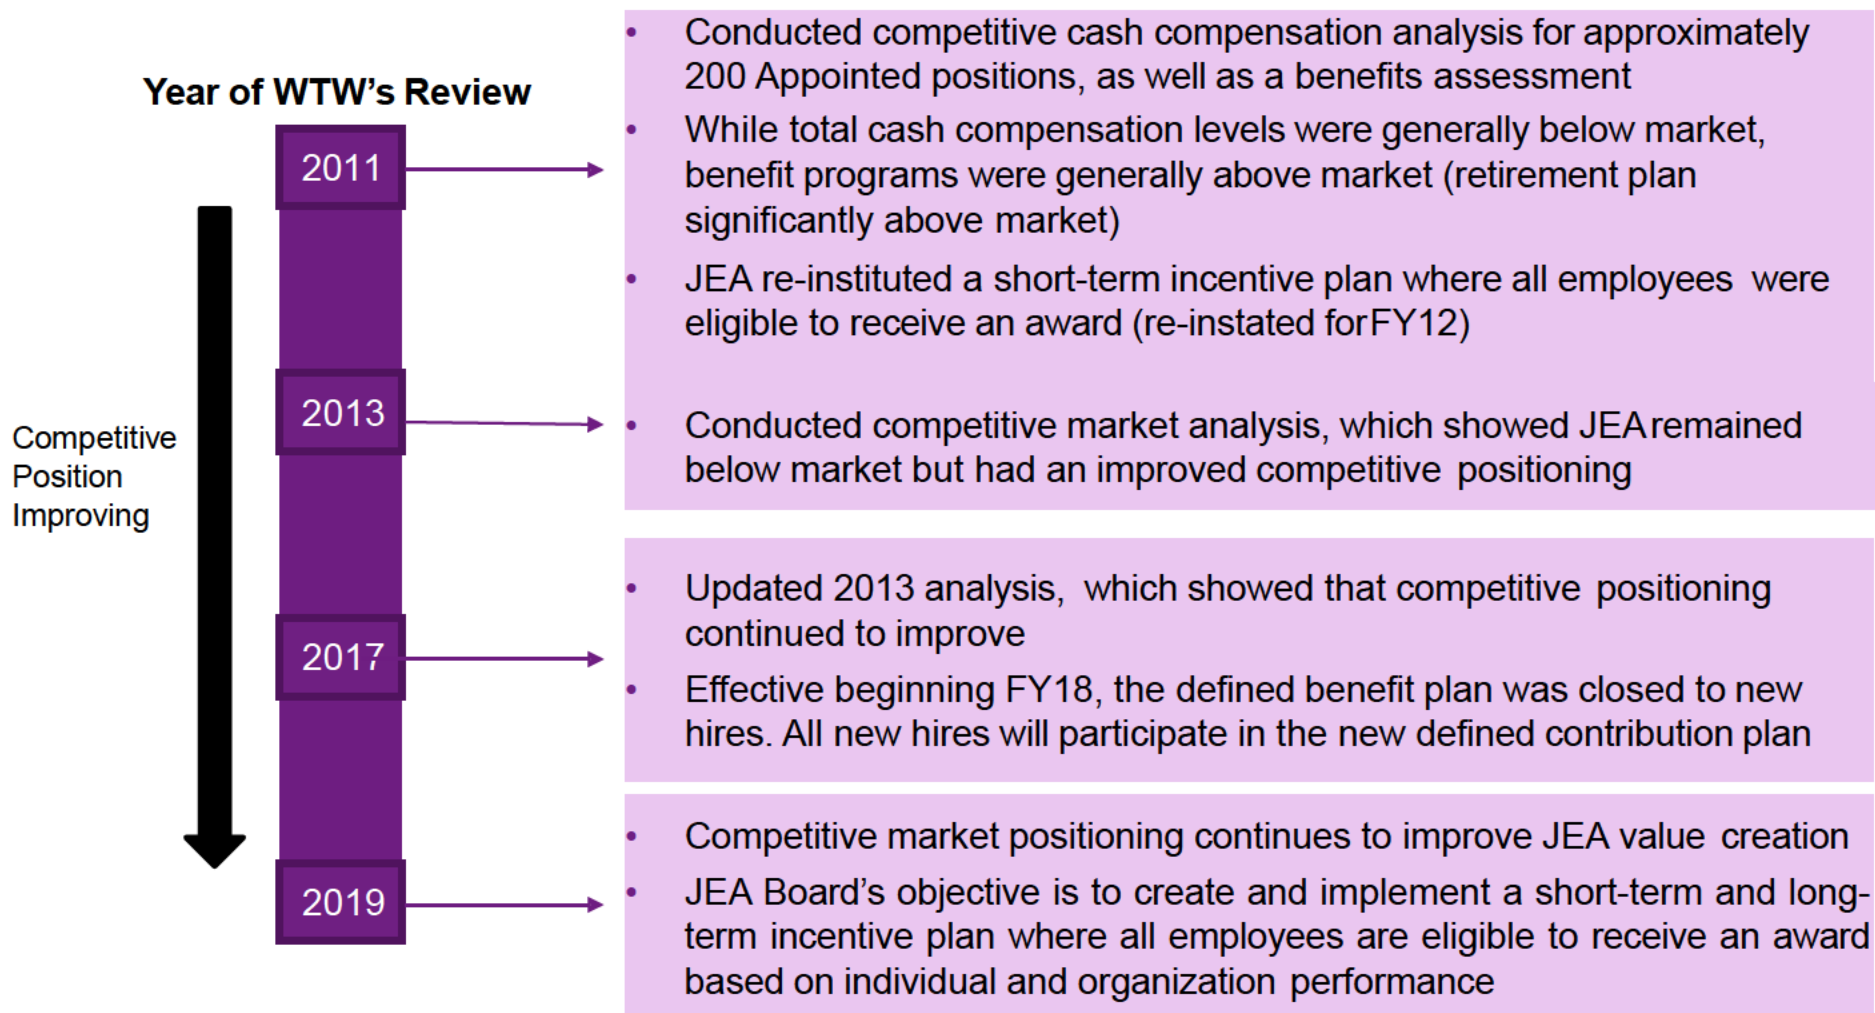 Year of WTW's Review
2011
• Conducted competitive cash compensation analysis for approximately
200 Appointed positions, as well as a benefits assessment
• While total cash compensation levels were generally below market,
benefit programs were generally above market (retirement plan
significantly above market)
• JEA re-instituted a short-term incentive plan where all employees were
eligible to receive an award (re-instated for FY12)
2013
• Conducted competitive market analysis, which showed JEA remained
below market but had an improved competitive positioning
Competitive
Position
Improving
2017
• Updated 2013 analysis, which showed that competitive positioning
continued to improve
• Effective beginning FY18, the defined benefit plan was closed to new
hires. All new hires will participate in the new defined contribution plan
2019
• Competitive market positioning continues to improve JEA value creation
• JEA Board's objective is to create and implement a short-term and long-
term incentive plan where all employees are eligible to receive an award
based on individual and organization performance